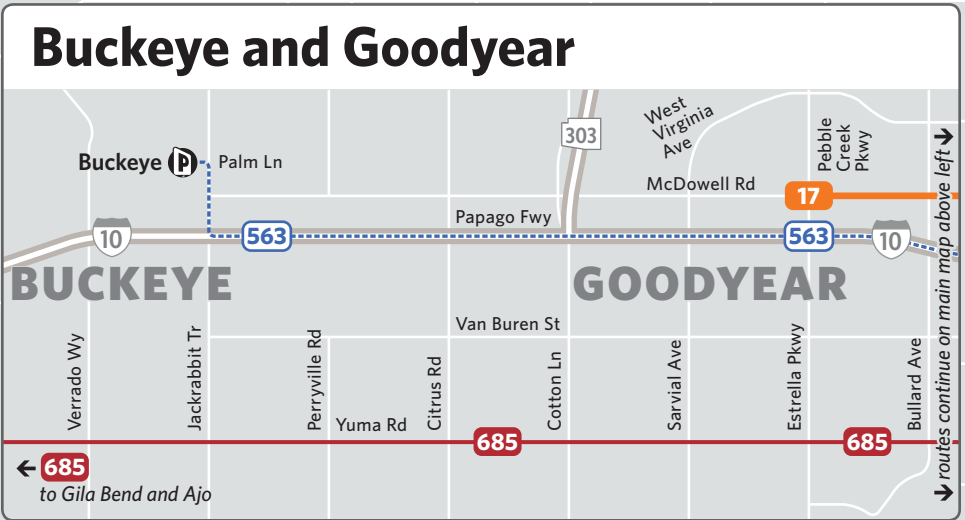 Buckeye and Goodyear
303
West
Virginia
Ave
Pebble
Creek
Pkwy
Buckeye P
Palm Ln
McDowell Rd
17
Papago Fwy
10
563
563
10
BUCKEYE
GOODYEAR
Van Buren St
Verrado Wy
Jackrabbit Tr
Perryville Rd
Citrus Rd
Cotton Ln
Sarvial Ave
Estrella Pkwy
Bullard Ave
Yuma Rd
685
685
← 685
to Gila Bend and Ajo
← routes continue on main map above left →